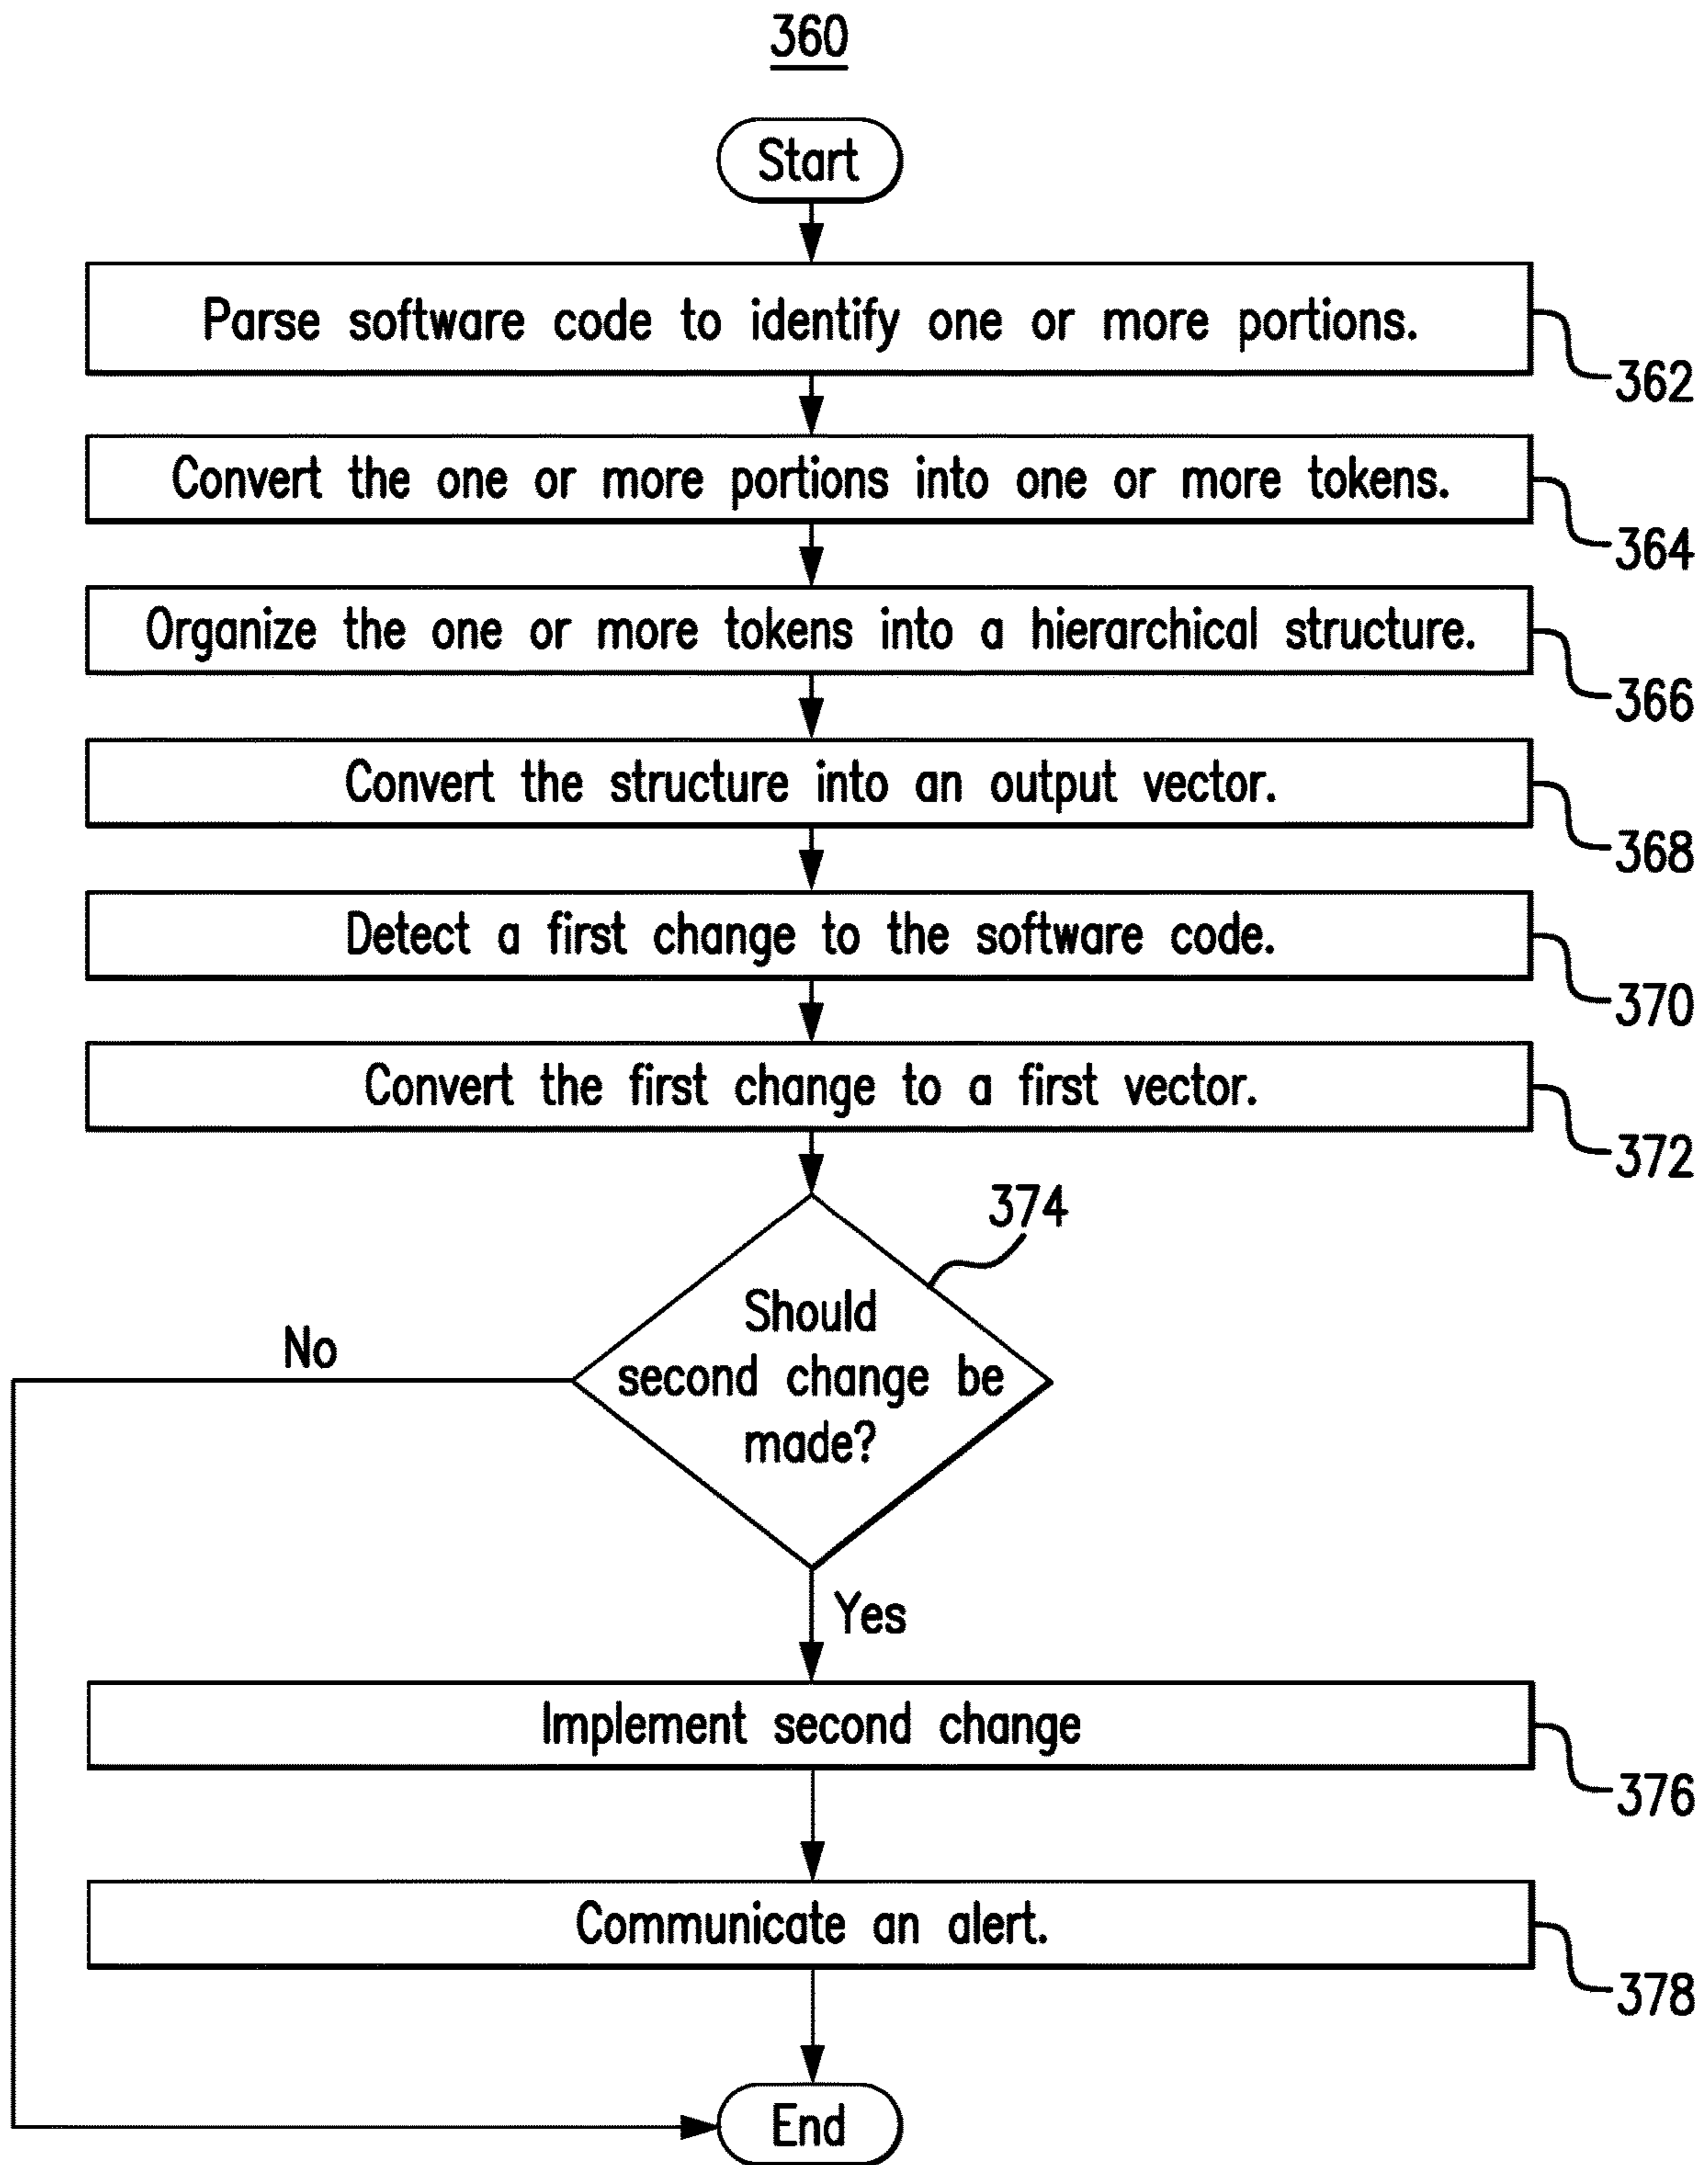 360
Start
Parse software code to identify one or more portions.
362
Convert the one or more portions into one or more tokens.
364
Organize the one or more tokens into a hierarchical structure.
366
Convert the structure into an output vector.
368
Detect a first change to the software code.
370
Convert the first change to a first vector.
372
374
Should
second change be
made?
No
Yes
Implement second change
376
Communicate an alert.
378
End